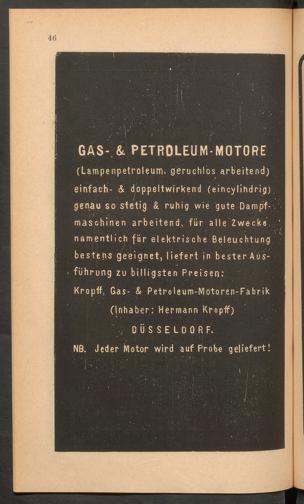 46
GAS- & PETROLEUM-MOTORE
(Lampenpetroleum, geruchlos arbeitend)
einfach- & doppeltwirkend (eincylindrig)
genau so stetig & ruhig wie gute Dampf-
maschinen arbeitend, für alle Zwecke
namentlich für elektrische Beleuchtung
bestens geeignet, liefert in bester Aus-
führung zu billigsten Preisen:
Kropff, Gas- & Petroleum-Motoren-Fabrik
(Inhaber: Hermann Kropff)
DÜSSELDORF.
NB. Jeder Motor wird auf Probe geliefert!